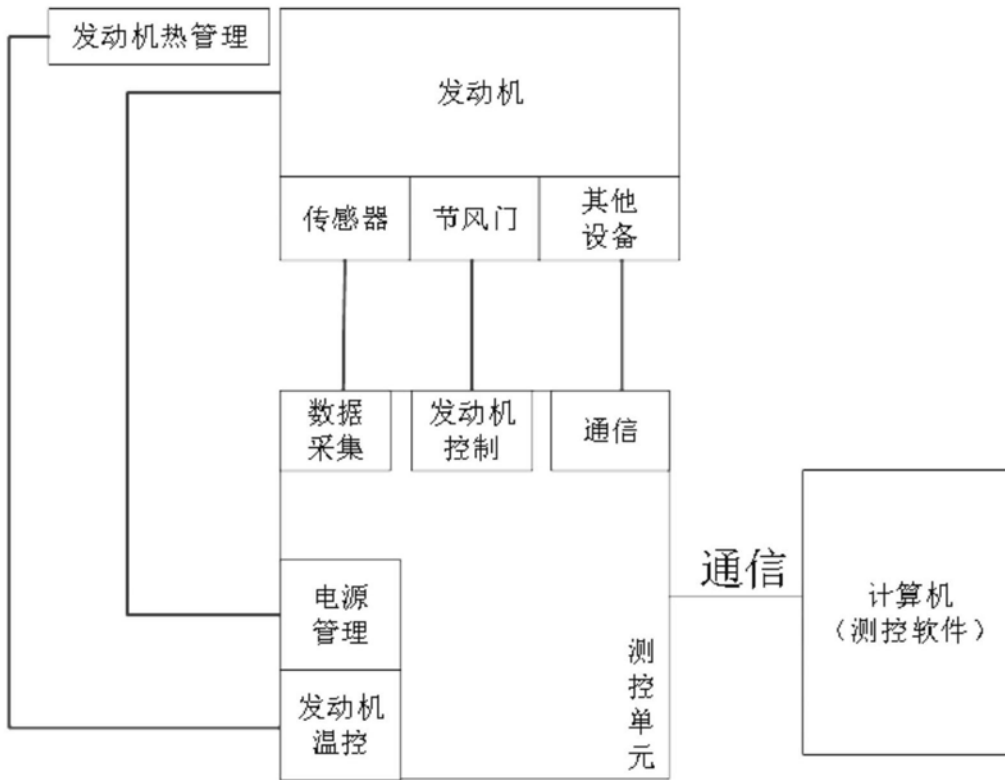 发动机热管理
发动机
传感器
节风门
其他
设备
数据
采集
发动机
控制
通信
通信
计算机
（测控软件）
电源
管理
测
控
单
元
发动机
温控